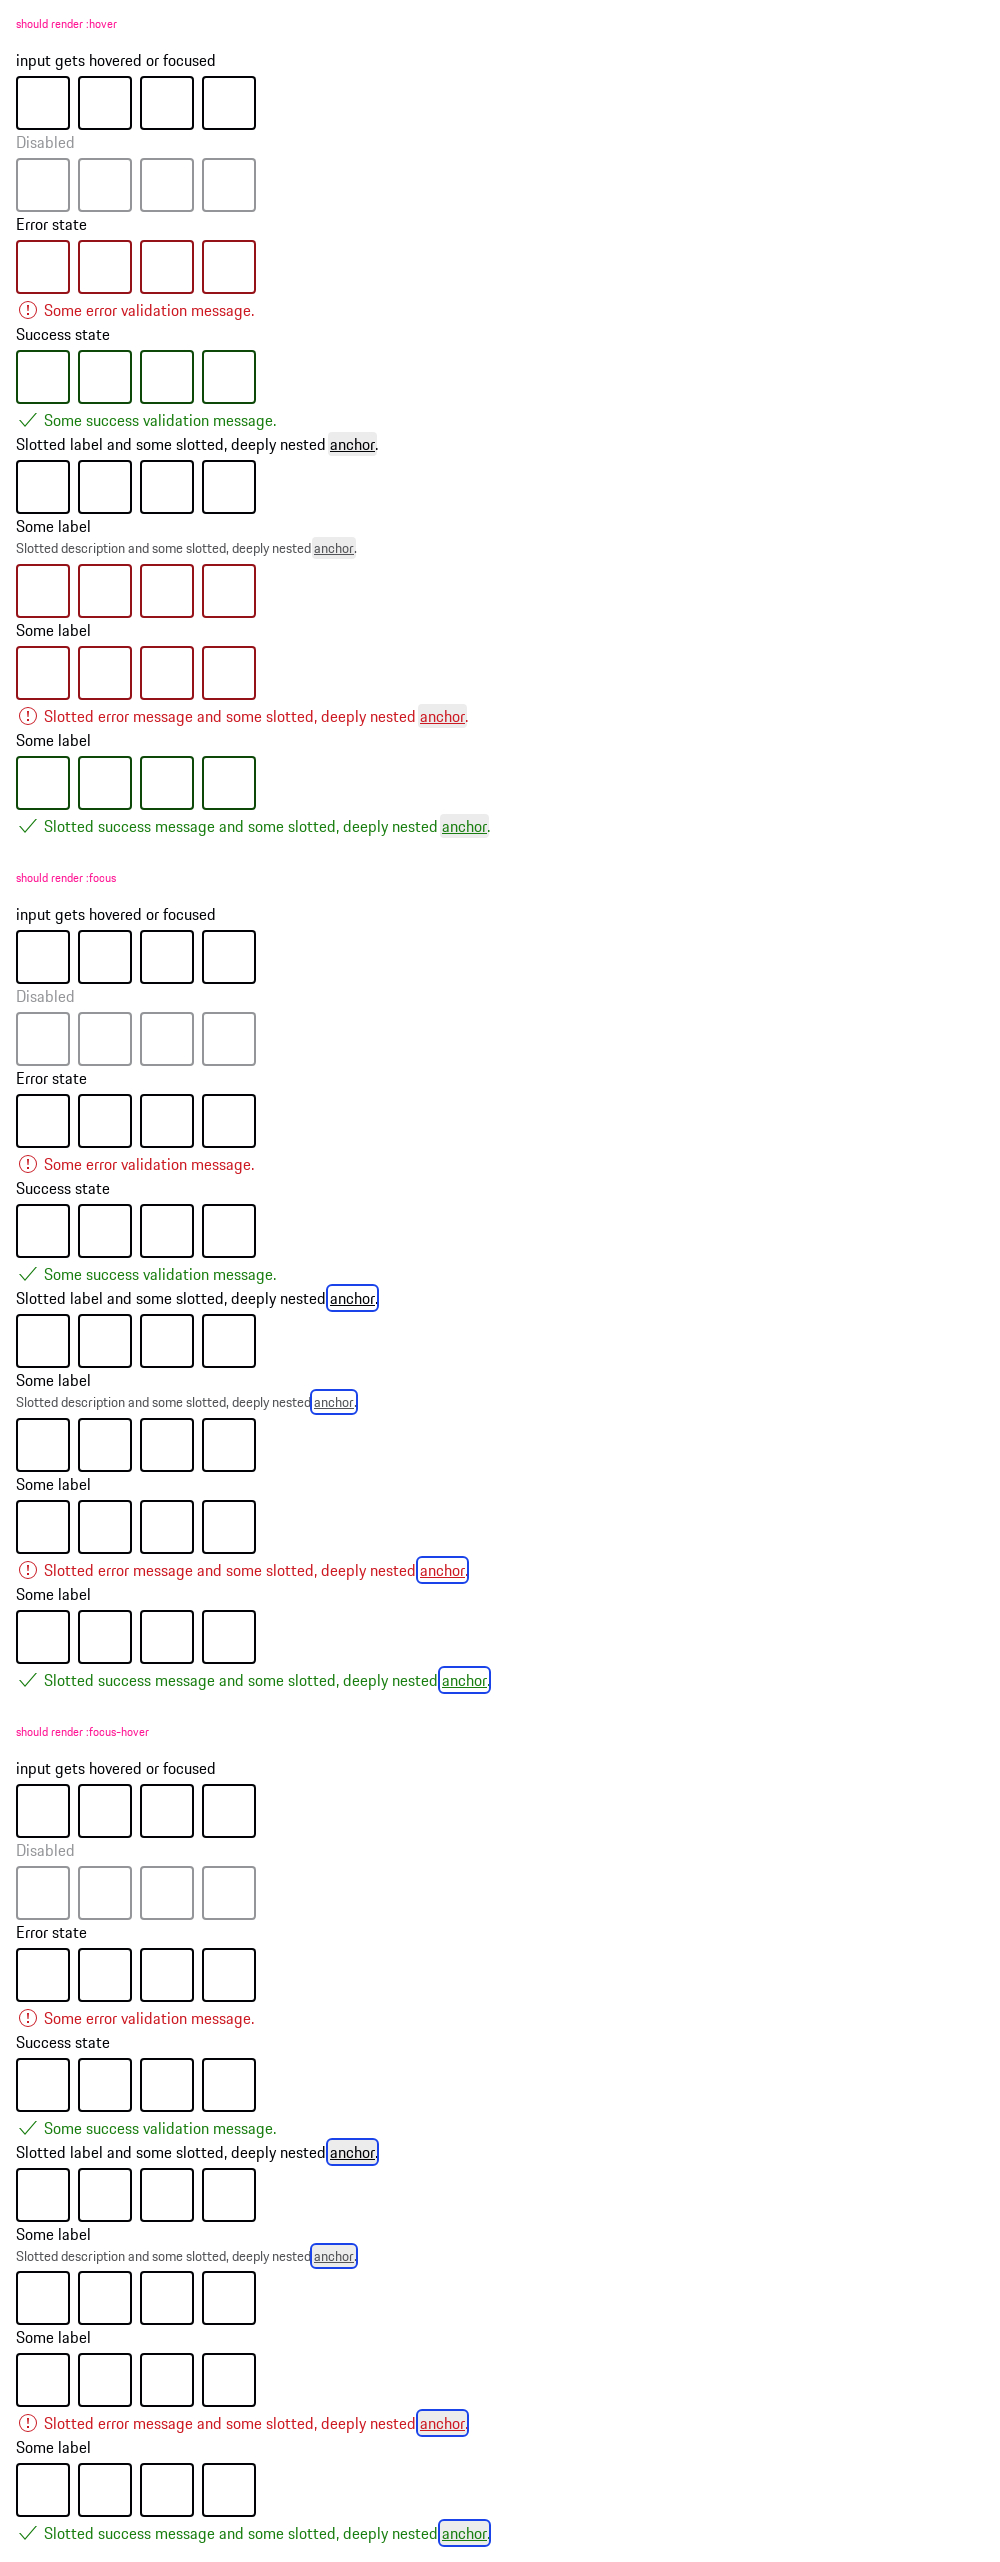 should render :hover
input gets hovered or focused
Disabled
Error state
Some error validation message.
Success state
Some success validation message.
Slotted label and some slotted, deeply nested anchor.
Some label
Slotted description and some slotted, deeply nested anchor.
Some label
Slotted error message and some slotted, deeply nested anchor.
Some label
Slotted success message and some slotted, deeply nested anchor.
should render :focus
input gets hovered or focused
Disabled
Error state
Some error validation message.
Success state
Some success validation message.
Slotted label and some slotted, deeply nested anchor.
Some label
Slotted description and some slotted, deeply nested anchor.
Some label
Slotted error message and some slotted, deeply nested anchor.
Some label
Slotted success message and some slotted, deeply nested anchor.
should render :focus-hover
input gets hovered or focused
Disabled
Error state
Some error validation message.
Success state
Some success validation message.
Slotted label and some slotted, deeply nested anchor.
Some label
Slotted description and some slotted, deeply nested anchor.
Some label
Slotted error message and some slotted, deeply nested anchor.
Some label
Slotted success message and some slotted, deeply nested anchor.